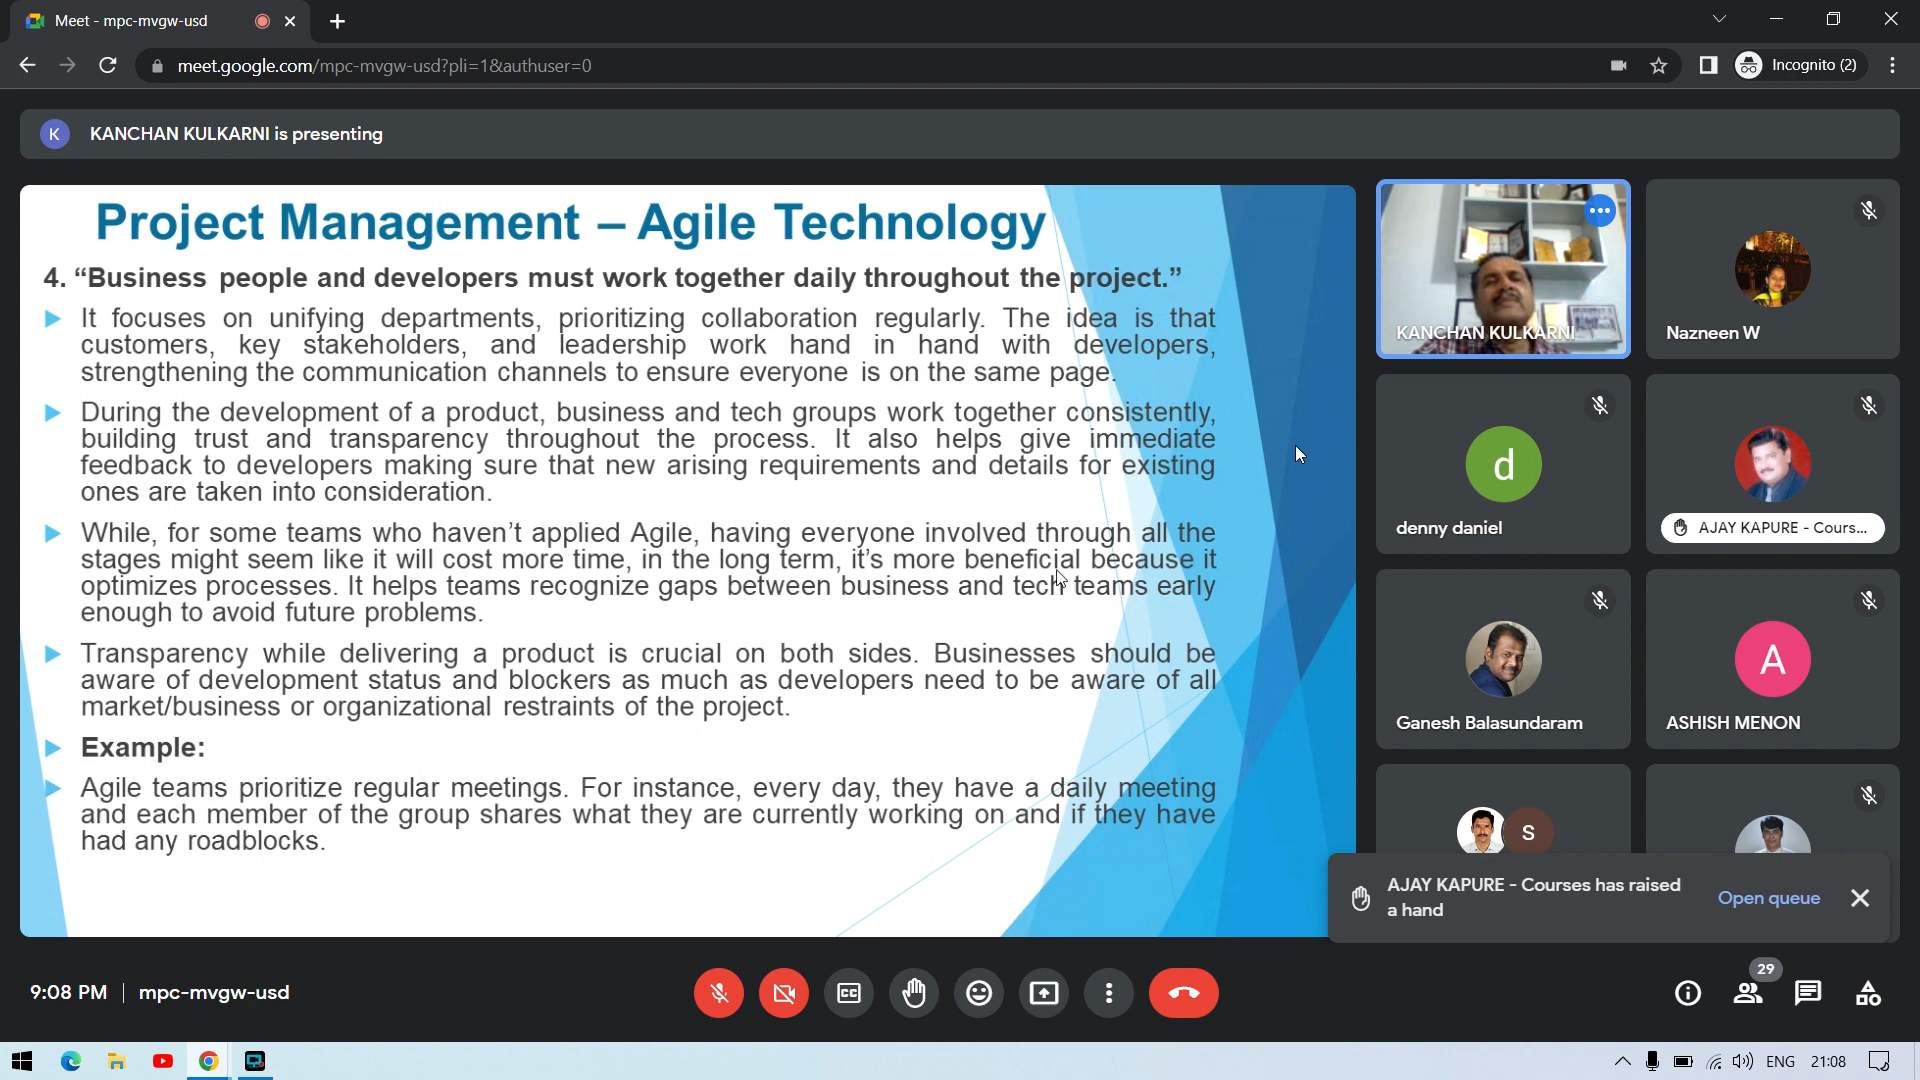 Meet - mpc-mvgw-usd
meet.google.com/mpc-mvgw-usd?pli=1&authuser=0
Incognito (2)
K
KANCHAN KULKARNI is presenting
Project Management – Agile Technology
4. “Business people and developers must work together daily throughout the project.”
It focuses on unifying departments, prioritizing collaboration regularly. The idea is that
customers, key stakeholders, and leadership work hand in hand with developers,
strengthening the communication channels to ensure everyone is on the same page.
During the development of a product, business and tech groups work together consistently,
building trust and transparency throughout the process. It also helps give immediate
feedback to developers making sure that new arising requirements and details for existing
ones are taken into consideration.
While, for some teams who haven’t applied Agile, having everyone involved through all the
stages might seem like it will cost more time, in the long term, it’s more beneficial because it
optimizes processes. It helps teams recognize gaps between business and tech teams early
enough to avoid future problems.
Transparency while delivering a product is crucial on both sides. Businesses should be
aware of development status and blockers as much as developers need to be aware of all
market/business or organizational restraints of the project.
Example:
Agile teams prioritize regular meetings. For instance, every day, they have a daily meeting
and each member of the group shares what they are currently working on and if they have
had any roadblocks.
KANCHAN KULKARNI
Nazneen W
d
denny daniel
AJAY KAPURE - Cours...
Ganesh Balasundaram
A
ASHISH MENON
S
AJAY KAPURE - Courses has raised
a hand
Open queue
9:08 PM
mpc-mvgw-usd
CC
29
ENG
21:08